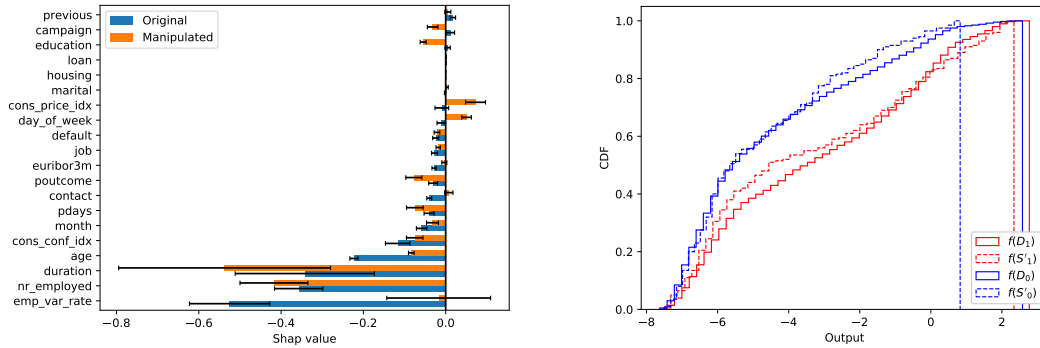 previous
campaign
education
loan
housing
marital
cons_price_idx
day_of_week
default
job
euribor3m
poutcome
contact
pdays
month
cons_conf_idx
age
duration
nr_employed
emp_var_rate
Original
Manipulated
−0.8 −0.6 −0.4 −0.2 0.0
Shap value
1.0
0.8
0.6
0.4
0.2
0.0
CDF
f(D₁)
f(S'₁)
f(D₀)
f(S'₀)
−8 −6 −4 −2 0 2
Output